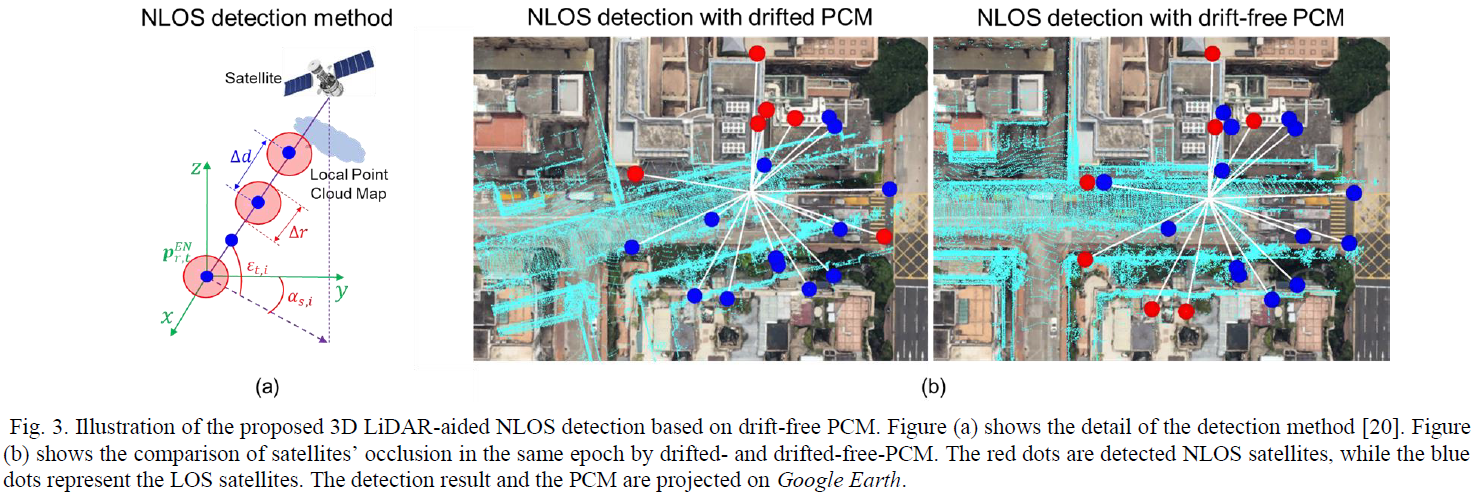 NLOS detection method
NLOS detection with drifted PCM
NLOS detection with drift-free PCM
Satellite
Δd
Local Point
Cloud Map
z
Δr
p_{r,t}^{EN}
ε_{t,i}
α_{s,i}
y
x
(a)
(b)
Fig. 3. Illustration of the proposed 3D LiDAR-aided NLOS detection based on drift-free PCM. Figure (a) shows the detail of the detection method [20]. Figure
(b) shows the comparison of satellites’ occlusion in the same epoch by drifted- and drifted-free-PCM. The red dots are detected NLOS satellites, while the blue
dots represent the LOS satellites. The detection result and the PCM are projected on Google Earth.